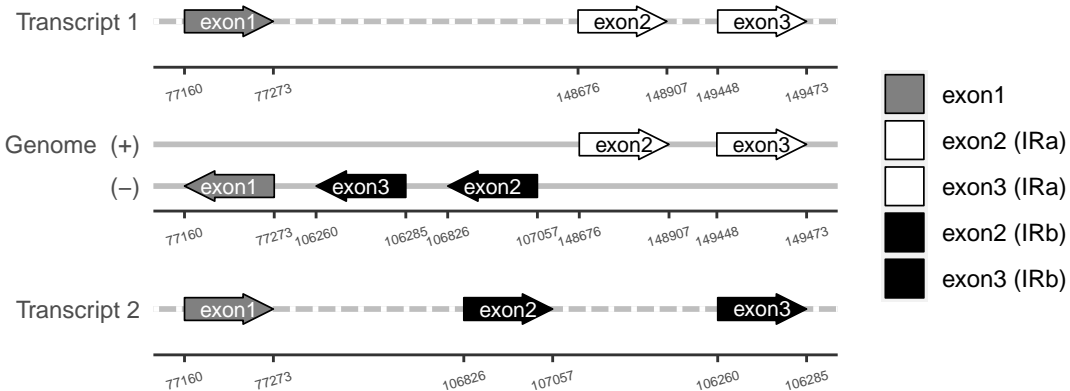 Transcript 1 exon1 exon2 exon3
77160 77273 148676 148907 149448 149473
Genome (+) exon2 exon3
(–) exon1 exon3 exon2
77160 77273 106260 106285 106826 107057 148676 148907 149448 149473
Transcript 2 exon1 exon2 exon3
77160 77273 106826 107057 106260 106285
exon1
exon2 (IRa)
exon3 (IRa)
exon2 (IRb)
exon3 (IRb)